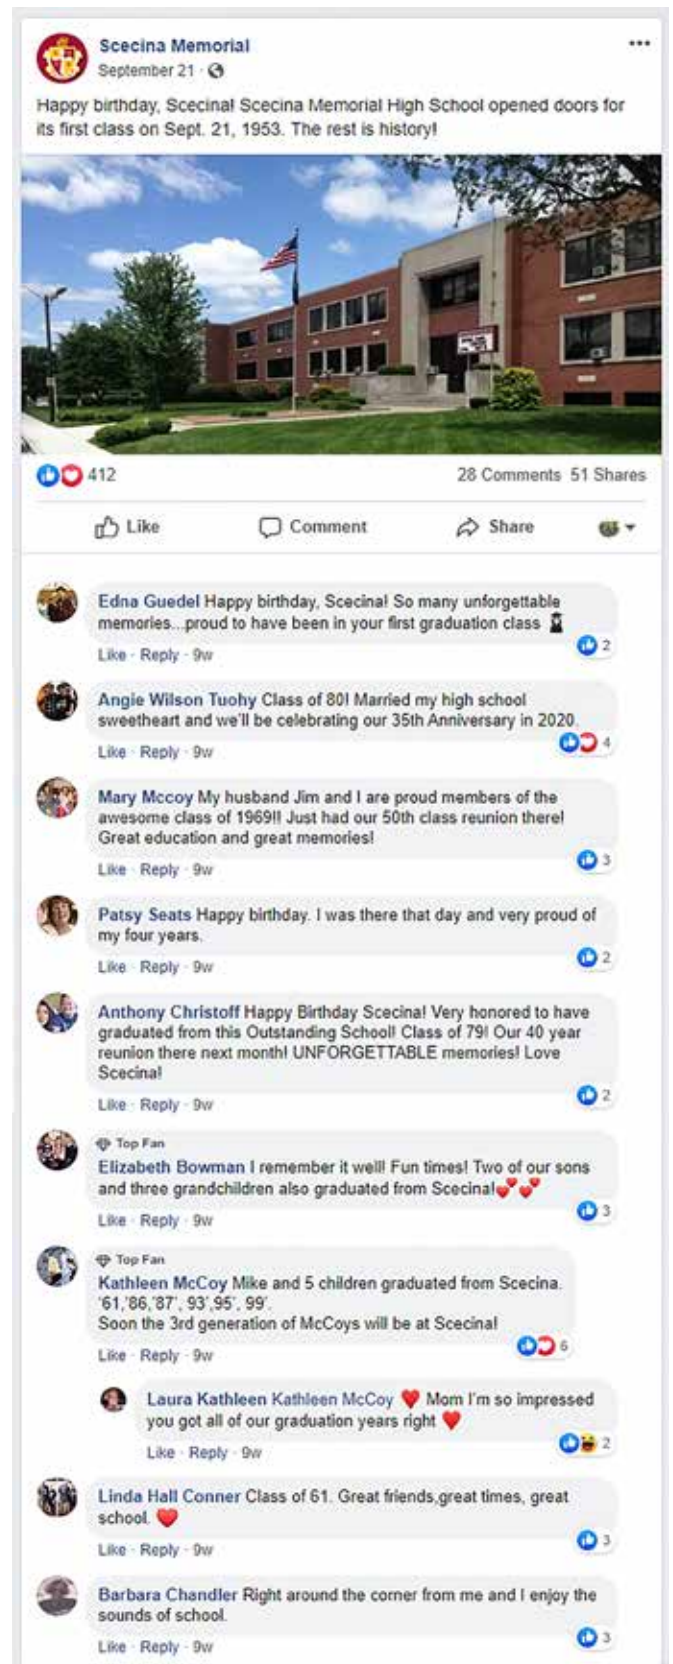 Scecina Memorial
September 21
Happy birthday, Scecina! Scecina Memorial High School opened doors for
its first class on Sept. 21, 1953. The rest is history!
412
28 Comments 51 Shares
Like Comment Share
Edna Guedel Happy birthday, Scecina! So many unforgettable
memories...proud to have been in your first graduation class
2
Like · Reply · 9w
Angie Wilson Tuohy Class of 80! Married my high school
sweetheart and we'll be celebrating our 35th Anniversary in 2020.
4
Like · Reply · 9w
Mary Mccoy My husband Jim and I are proud members of the
awesome class of 1969!! Just had our 50th class reunion there!
Great education and great memories!
3
Like · Reply · 9w
Patsy Seats Happy birthday. I was there that day and very proud of
my four years.
2
Like · Reply · 9w
Anthony Christoff Happy Birthday Scecina! Very honored to have
graduated from this Outstanding School! Class of 79! Our 40 year
reunion there next month! UNFORGETTABLE memories! Love
Scecina!
2
Like · Reply · 9w
Top Fan
Elizabeth Bowman I remember it well! Fun times! Two of our sons
and three grandchildren also graduated from Scecina!💕💕
3
Like · Reply · 9w
Top Fan
Kathleen McCoy Mike and 5 children graduated from Scecina.
'61,'86,'87', 93',95', 99'.
Soon the 3rd generation of McCoys will be at Scecina!
6
Like · Reply · 9w
Laura Kathleen Kathleen McCoy ❤ Mom I'm so impressed
you got all of our graduation years right ❤
2
Like · Reply · 9w
Linda Hall Conner Class of 61. Great friends,great times, great
school. ❤
3
Like · Reply · 9w
Barbara Chandler Right around the corner from me and I enjoy the
sounds of school.
3
Like · Reply · 9w